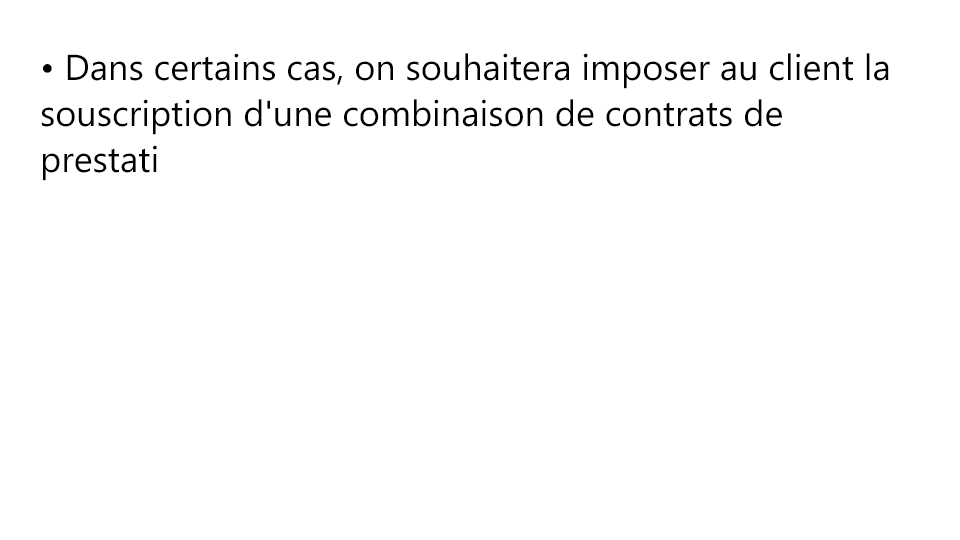 • Dans certains cas, on souhaitera imposer au client la
souscription d'une combinaison de contrats de
prestati